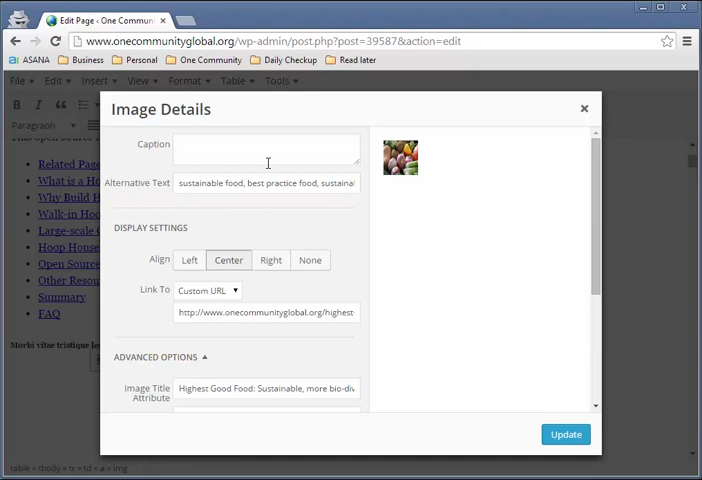 Edit Page ‹ One Commun
www.onecommunityglobal.org/wp-admin/post.php?post=39587&action=edit
ASANA Business Personal One Community Daily Checkup Read later
File Edit Insert View Format Table Tools
Image Details
B I
Paragraph
Caption
Related Page
What is a Ho
Why Build H
Walk-in Hoo
Large-scale
Hoop House
Open Source
Other Resou
Summary
FAQ
Alternative Text sustainable food, best practice food, sustainal
DISPLAY SETTINGS
Align Left Center Right None
Link To Custom URL
http://www.onecommunityglobal.org/highest-
Morbi vitae tristique
ADVANCED OPTIONS
Image Title Attribute Highest Good Food: Sustainable, more bio-div
Update
table » tbody » tr » td » a » img